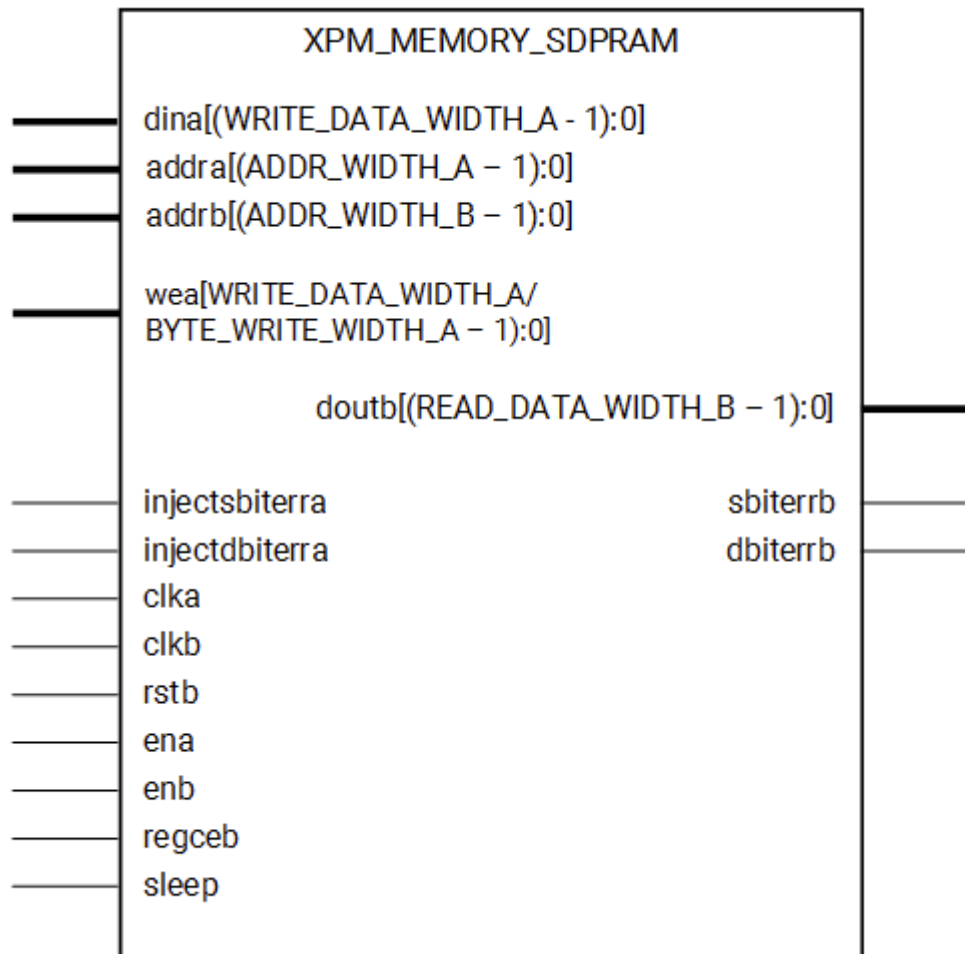 XPM_MEMORY_SDPRAM
dina[(WRITE_DATA_WIDTH_A - 1):0]
addra[(ADDR_WIDTH_A – 1):0]
addrb[(ADDR_WIDTH_B – 1):0]
wea[WRITE_DATA_WIDTH_A/
BYTE_WRITE_WIDTH_A – 1):0]
doutb[(READ_DATA_WIDTH_B – 1):0]
injectsbiterra
sbiterrb
injectdbiterra
dbiterrb
clka
clkb
rstb
ena
enb
regceb
sleep